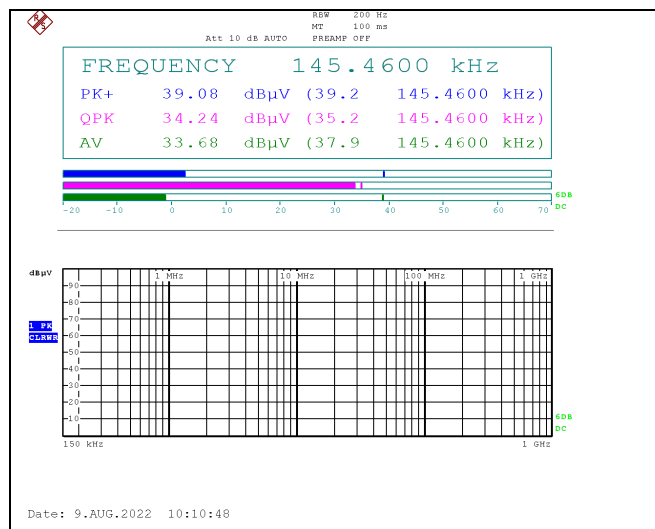 R S
RBW 200 Hz
MT 100 ms
Att 10 dB AUTO PREAMP OFF
FREQUENCY 145.4600 kHz
PK+ 39.08 dBµV (39.2 145.4600 kHz)
QPK 34.24 dBµV (35.2 145.4600 kHz)
AV 33.68 dBµV (37.9 145.4600 kHz)
-20 -10 0 10 20 30 40 50 60 70
6DB
DC
dBµV
1 MHz 10 MHz 100 MHz 1 GHz
90
80
70
1 PK
CLRWR
60
50
40
30
20
10
6DB
DC
150 kHz 1 GHz
Date: 9.AUG.2022 10:10:48